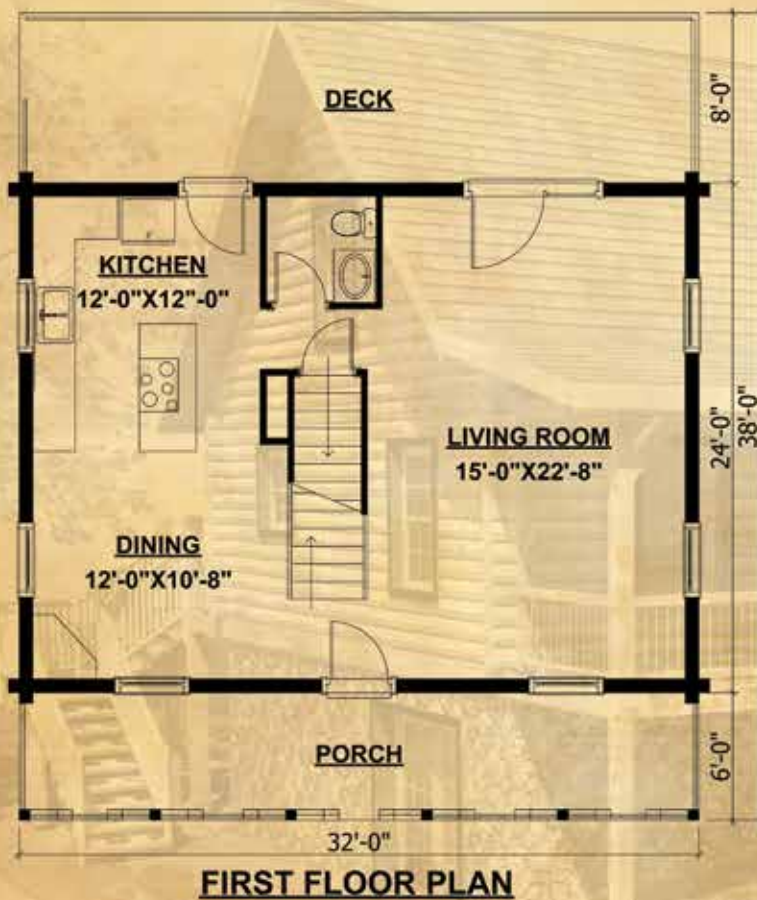 DECK
8'-0"
KITCHEN
12'-0"X12"-0"
LIVING ROOM
15'-0"X22'-8"
24'-0"
38'-0"
DINING
12'-0"X10'-8"
PORCH
6'-0"
32'-0"
FIRST FLOOR PLAN